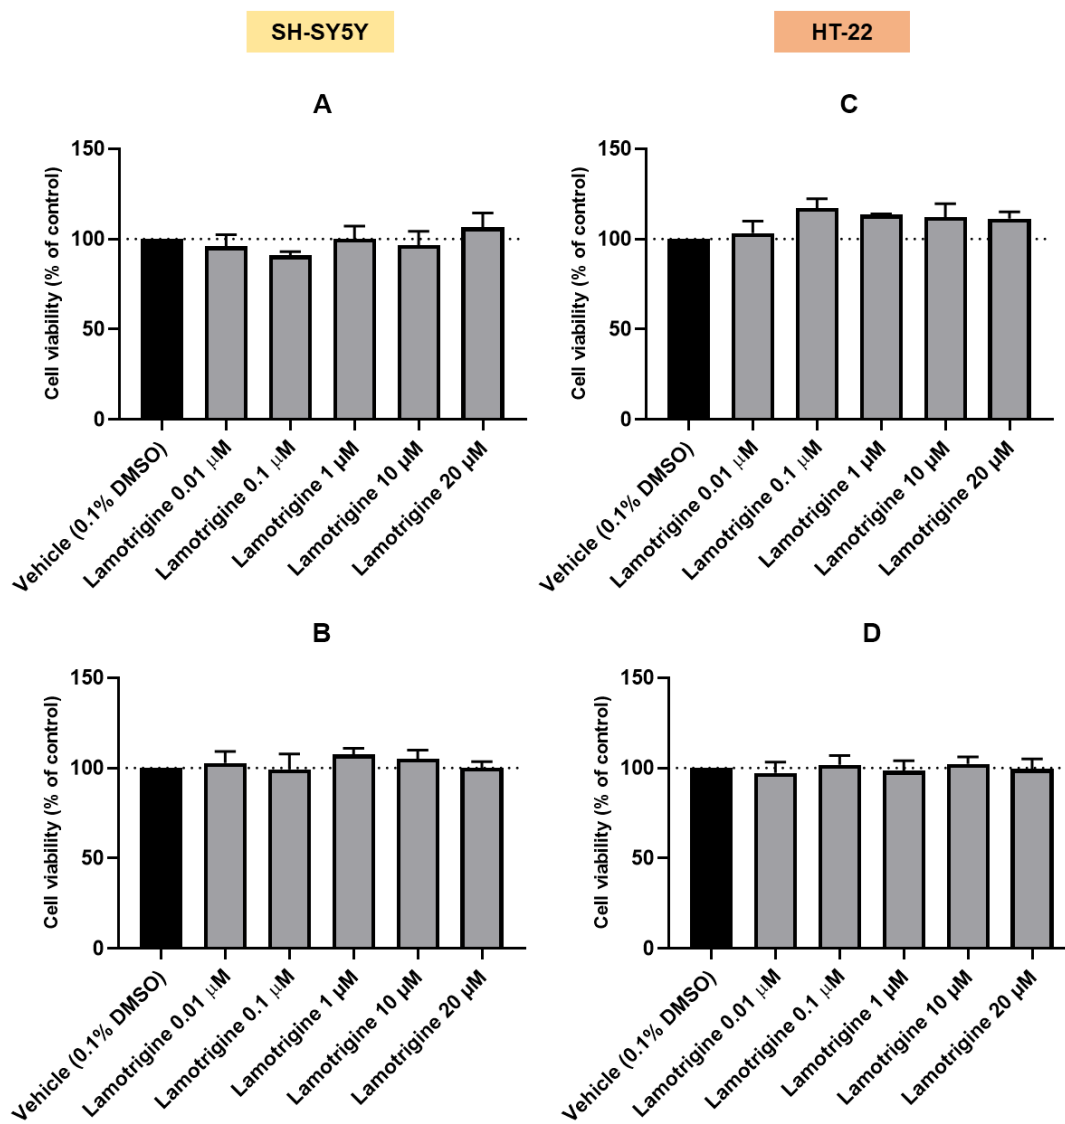 SH-SY5Y
HT-22
A
Cell viability (% of control)
150
100
50
0
Vehicle (0.1% DMSO)
Lamotrigine 0.01 μM
Lamotrigine 0.1 μM
Lamotrigine 1 µM
Lamotrigine 10 µM
Lamotrigine 20 µM
C
Cell viability (% of control)
150
100
50
0
Vehicle (0.1% DMSO)
Lamotrigine 0.01 μM
Lamotrigine 0.1 μM
Lamotrigine 1 µM
Lamotrigine 10 µM
Lamotrigine 20 µM
B
Cell viability (% of control)
150
100
50
0
Vehicle (0.1% DMSO)
Lamotrigine 0.01 μM
Lamotrigine 0.1 μM
Lamotrigine 1 µM
Lamotrigine 10 µM
Lamotrigine 20 µM
D
Cell viability (% of control)
150
100
50
0
Vehicle (0.1% DMSO)
Lamotrigine 0.01 μM
Lamotrigine 0.1 μM
Lamotrigine 1 µM
Lamotrigine 10 µM
Lamotrigine 20 µM